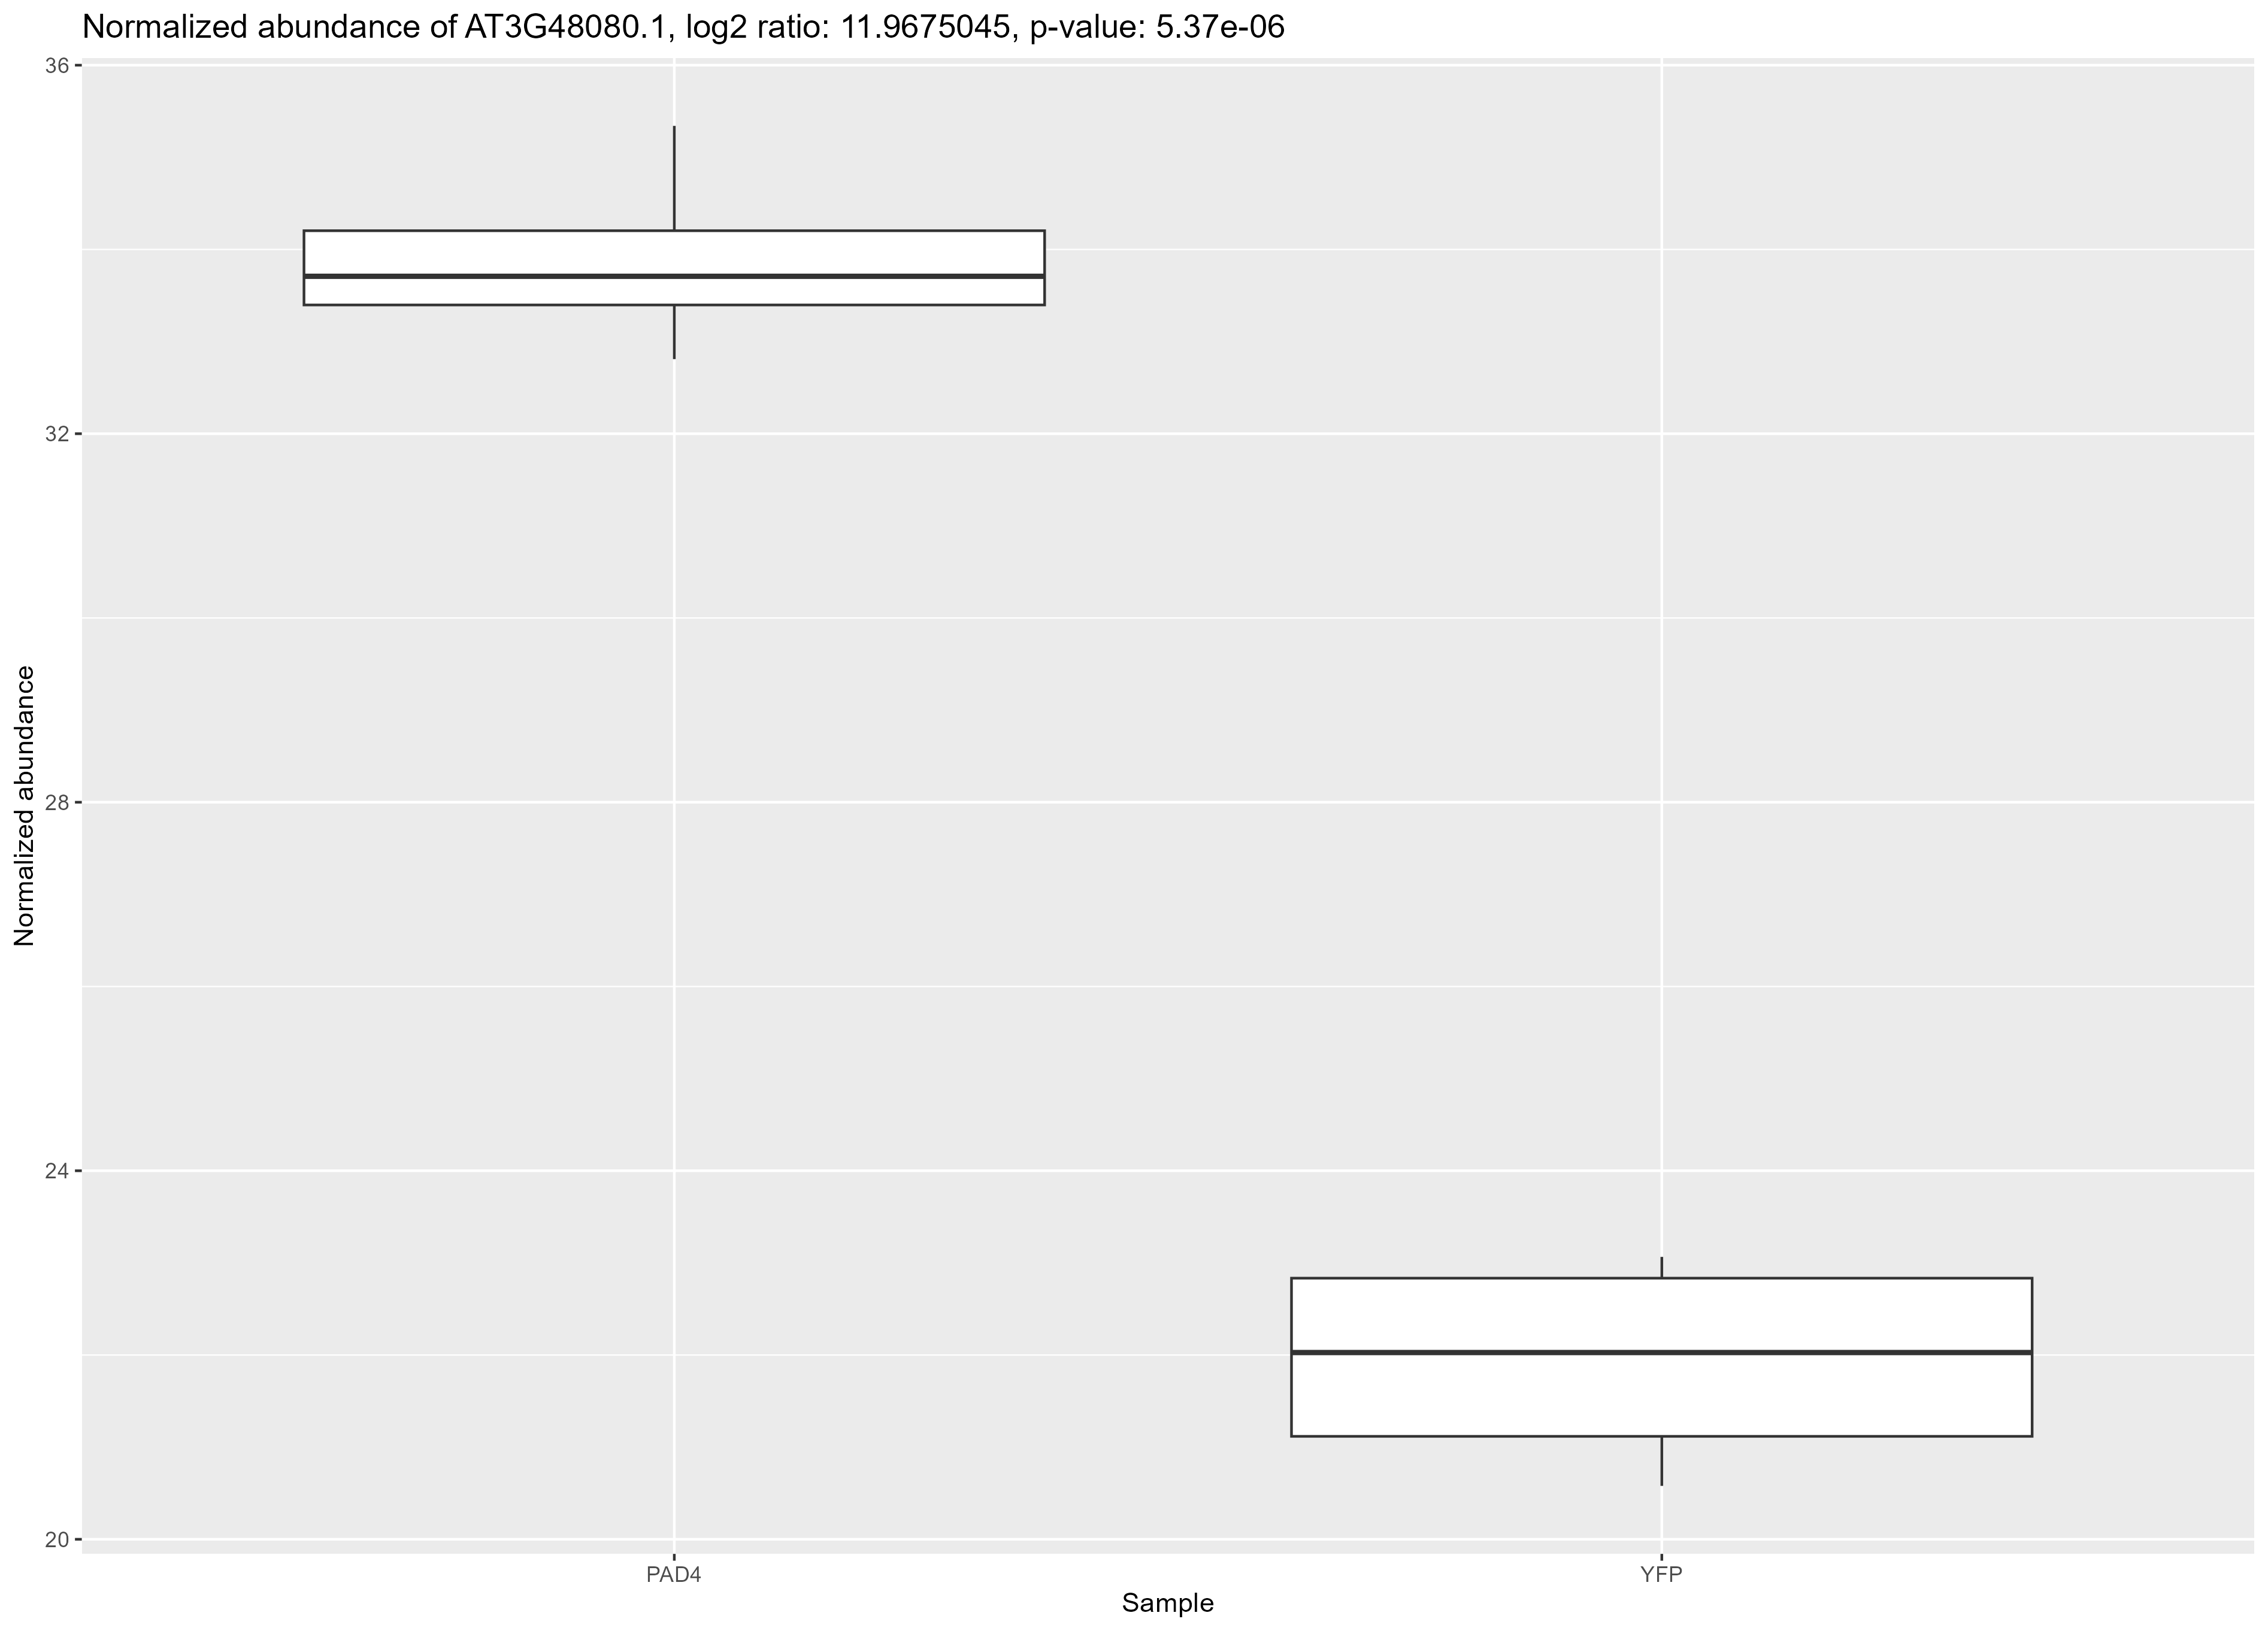 Normalized abundance of AT3G48080.1, log2 ratio: 11.9675045, p-value: 5.37e-06
36
32
28
24
20
Normalized abundance
PAD4
YFP
Sample